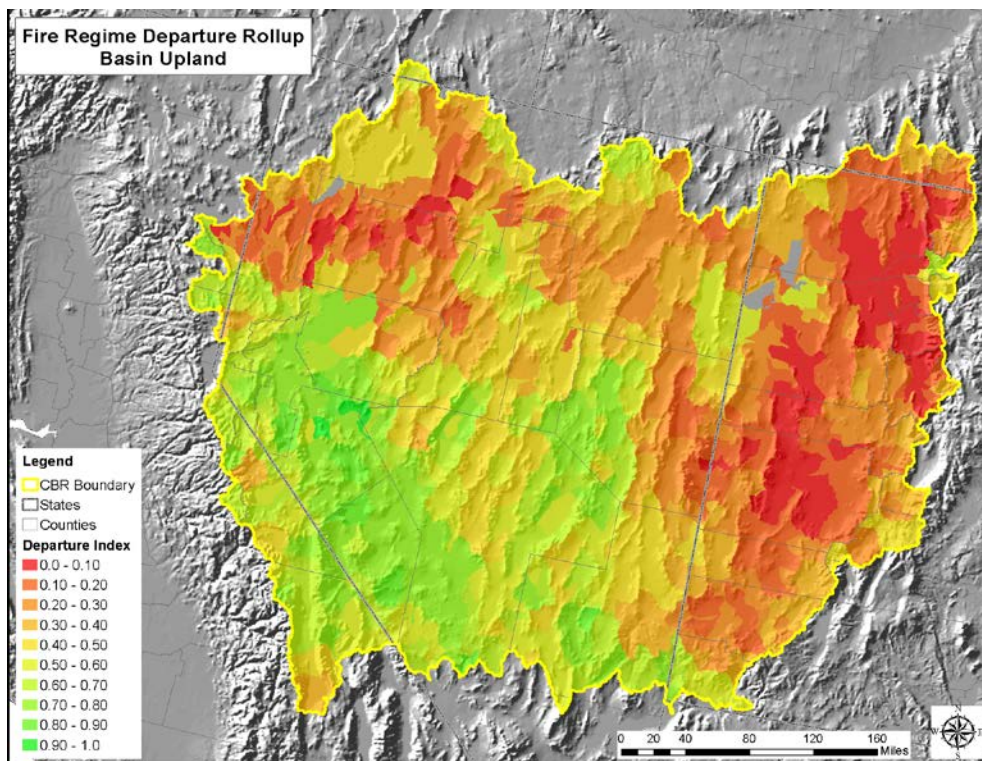 Fire Regime Departure Rollup
Basin Upland
Legend
CBR Boundary
States
Counties
Departure Index
0.0 - 0.10
0.10 - 0.20
0.20 - 0.30
0.30 - 0.40
0.40 - 0.50
0.50 - 0.60
0.60 - 0.70
0.70 - 0.80
0.80 - 0.90
0.90 - 1.0
0 20 40 80 120 160
Miles
N
W E
S